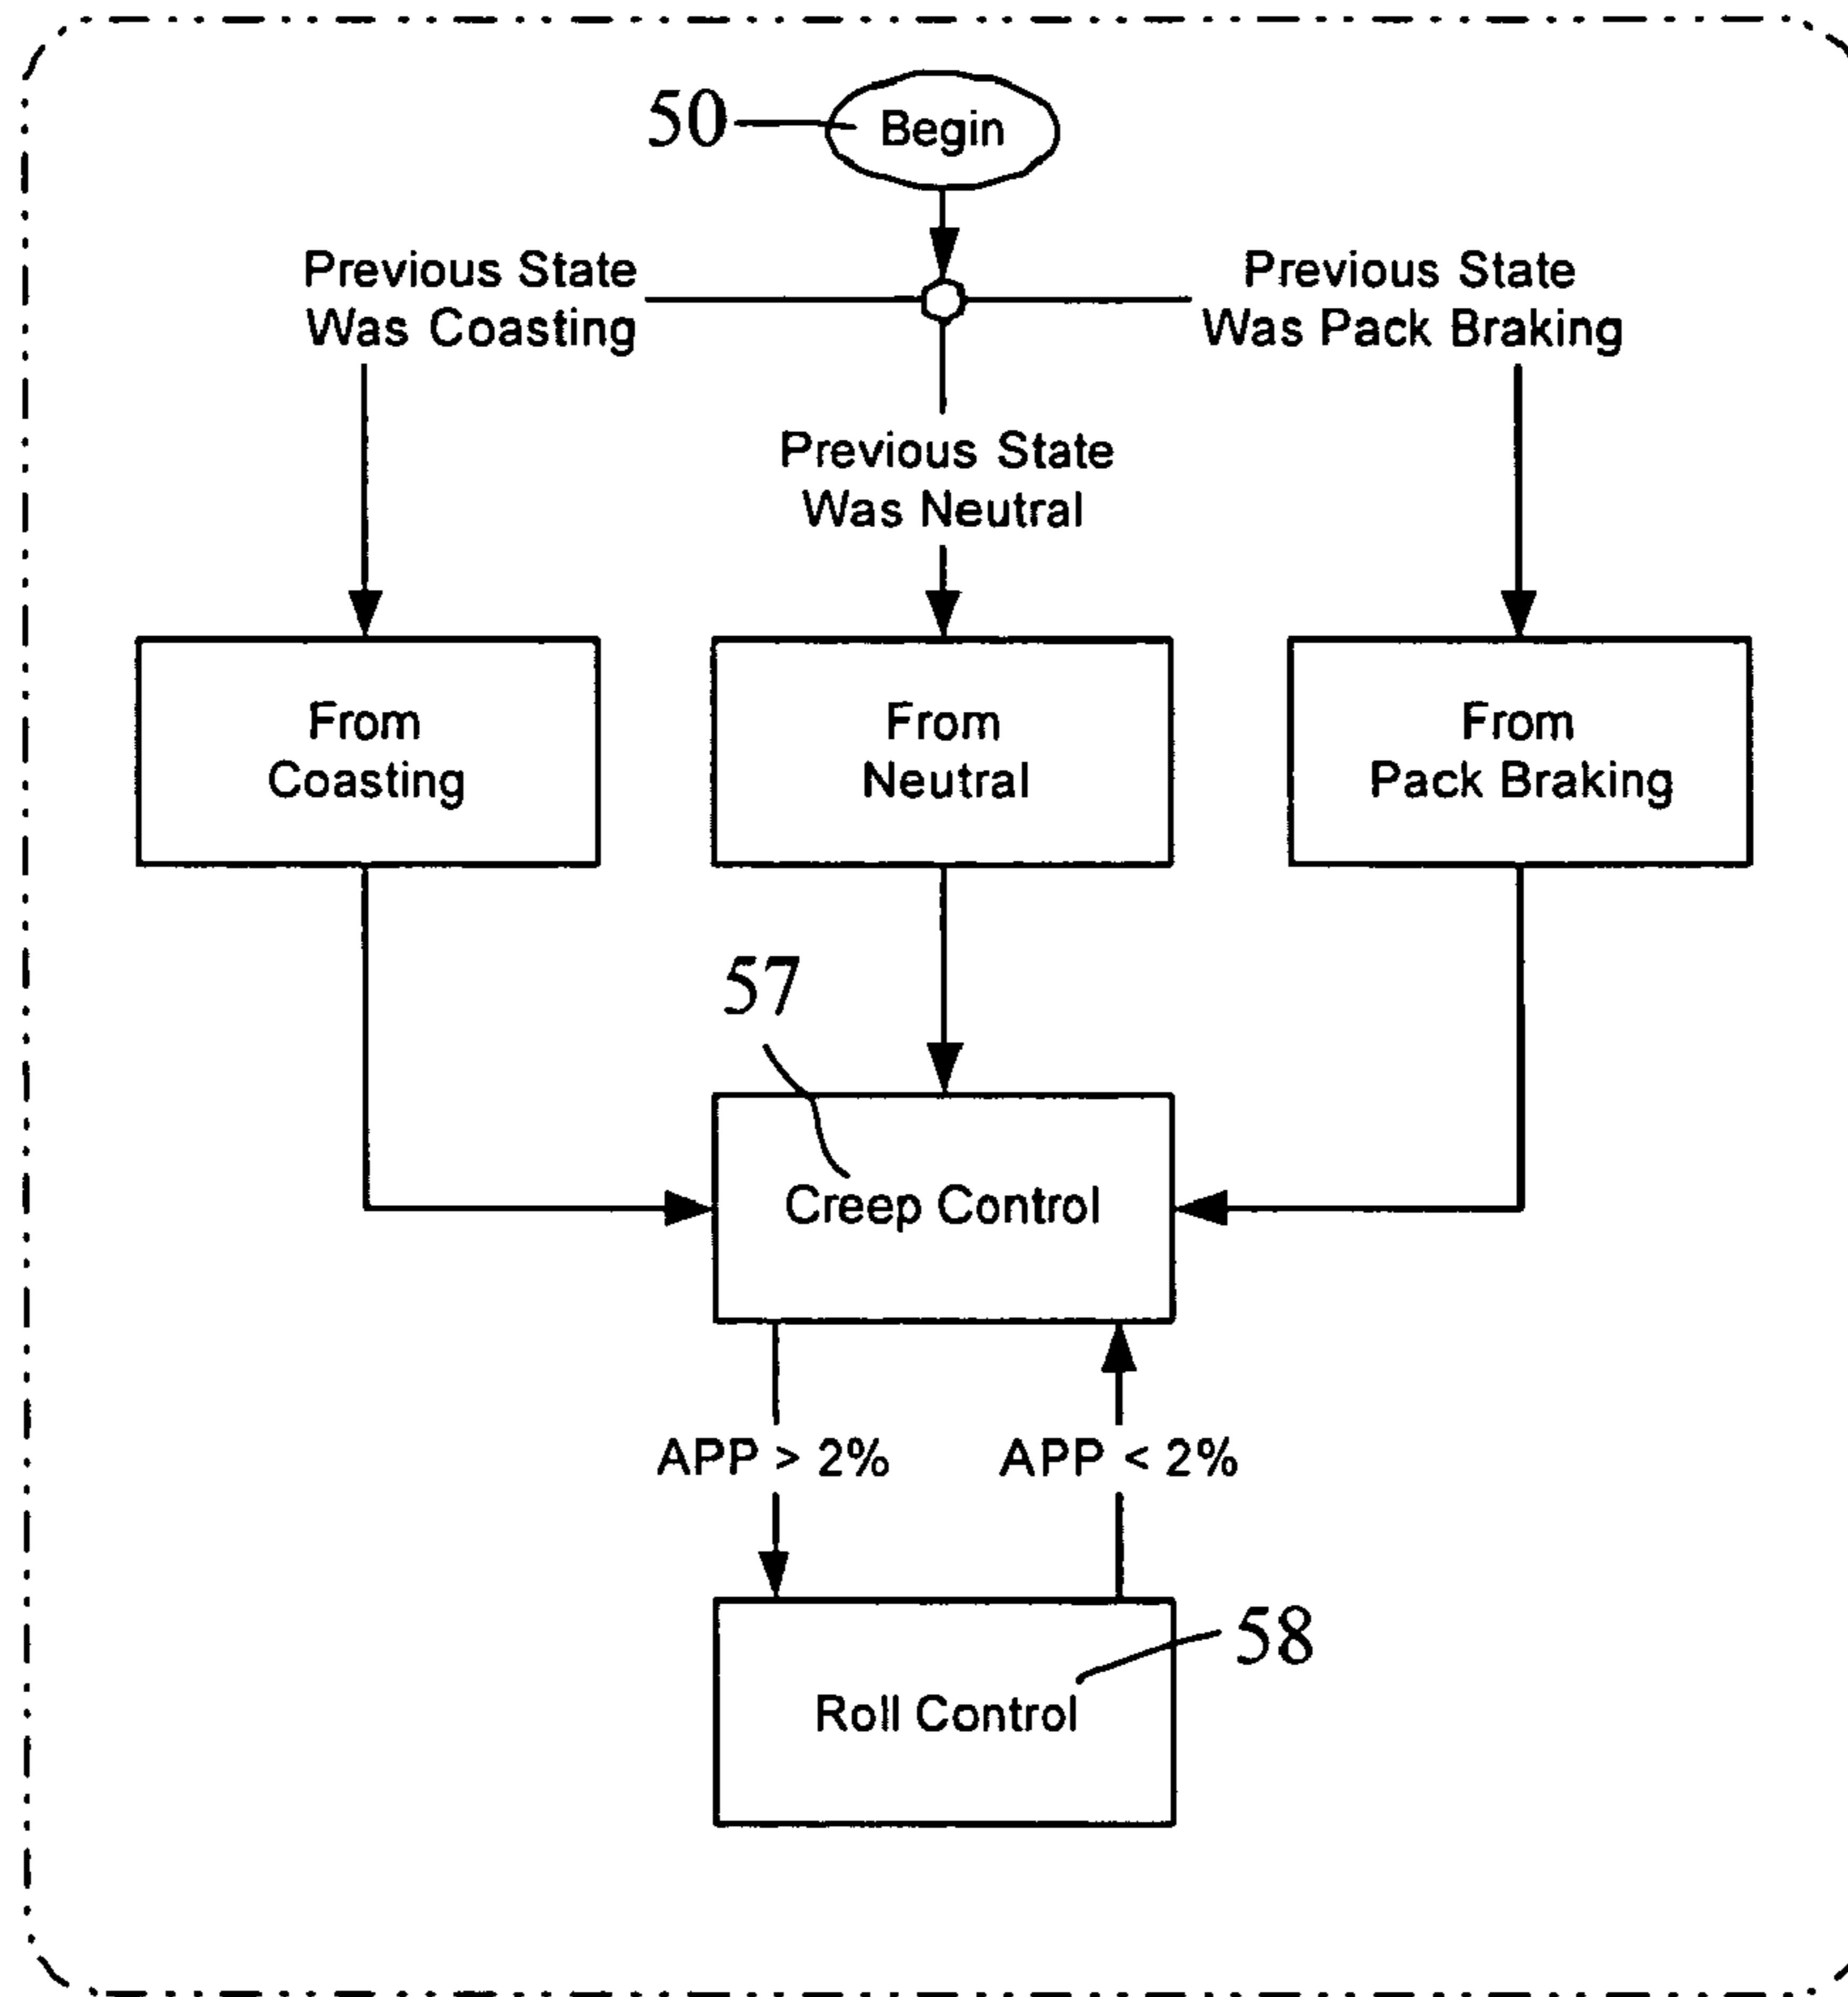 50
Begin
Previous State
Was Coasting
Previous State
Was Pack Braking
Previous State
Was Neutral
From
Coasting
From
Neutral
From
Pack Braking
57
Creep Control
APP > 2%
APP < 2%
58
Roll Control